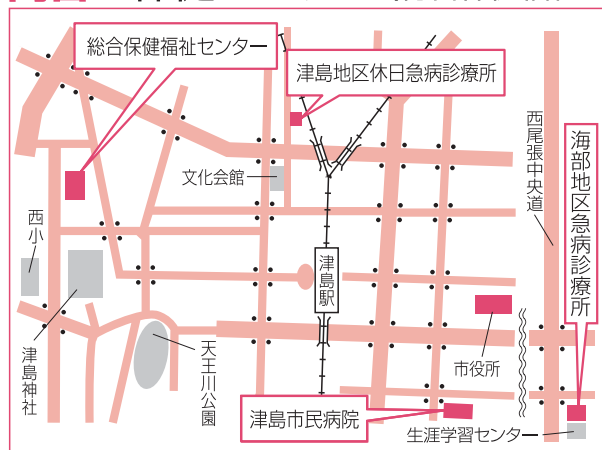 総合保健福祉センター
津島地区休日急病診療所
西尾張中央道
海部地区急病診療所
文化会館
西小
津島駅
市役所
津島神社
天王川公園
津島市民病院
生涯学習センター